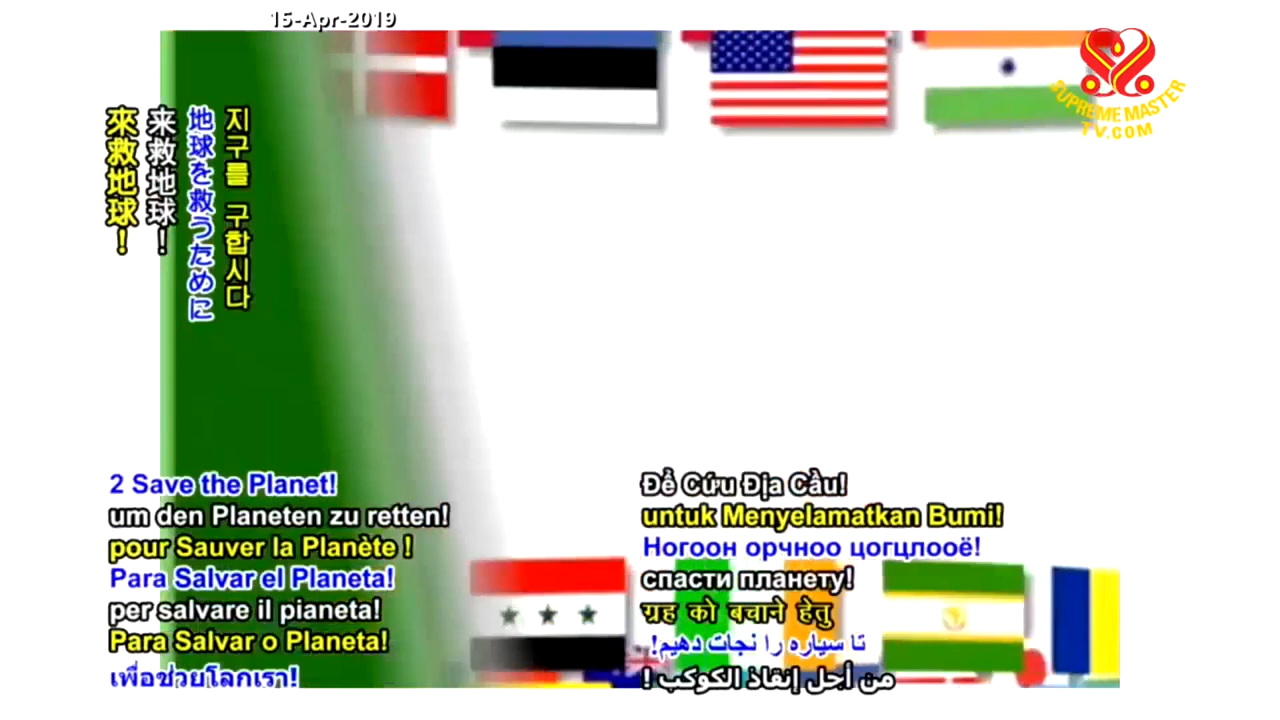 15-Apr-2019
SUPREME MASTER
TV.COM
來救地球！
来救地球！
地球を救うために
지구를 구합시다
2 Save the Planet!
um den Planeten zu retten!
pour Sauver la Planète !
Para Salvar el Planeta!
per salvare il pianeta!
Para Salvar o Planeta!
เพื่อช่วยโลกเรา!
Để Cứu Địa Cầu!
untuk Menyelamatkan Bumi!
Ногоон орчноо цогцлооё!
спасти планету!
ग्रह को बचाने हेतु
تا سیاره را نجات دهیم!
من أجل إنقاذ الكوكب !